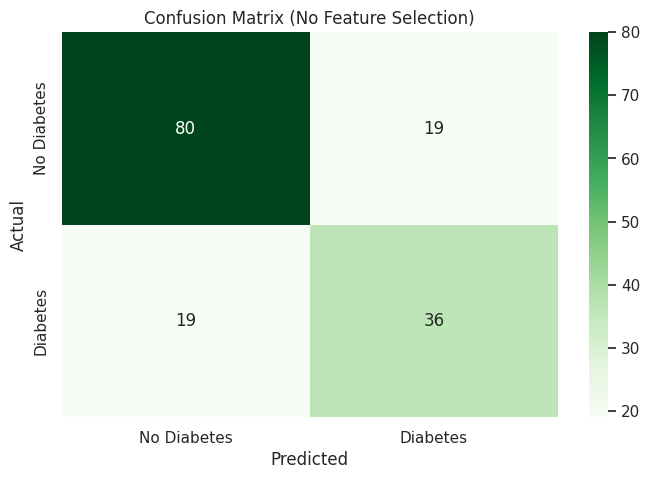 Confusion Matrix (No Feature Selection)
Actual
No Diabetes
Diabetes
80
19
19
36
No Diabetes
Diabetes
Predicted
80
70
60
50
40
30
20